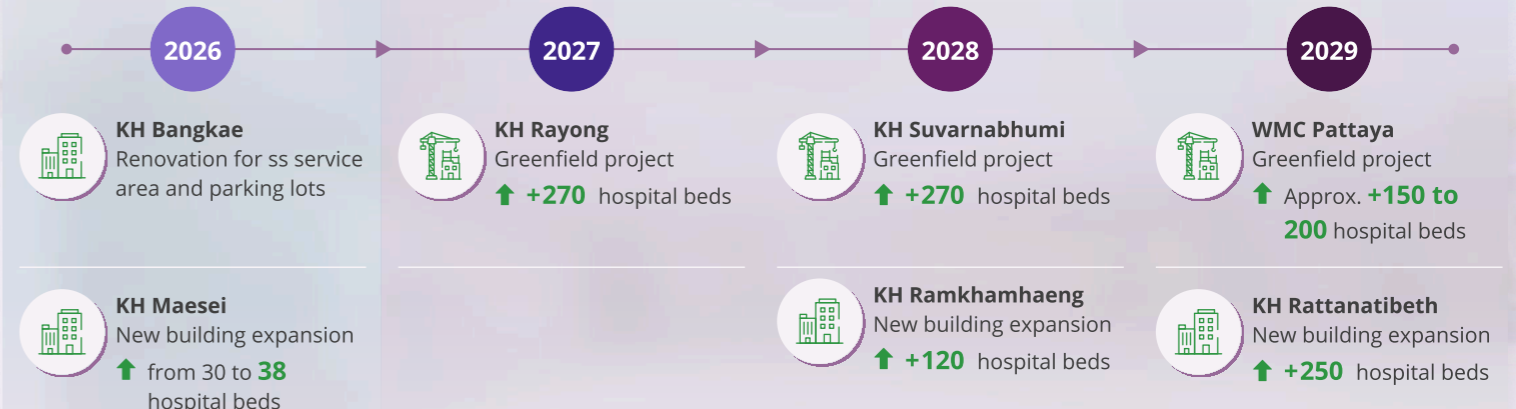 2026
KH Bangkae
Renovation for ss service
area and parking lots
KH Maesei
New building expansion
from 30 to 38
hospital beds
2027
KH Rayong
Greenfield project
+270 hospital beds
2028
KH Suvarnabhumi
Greenfield project
+270 hospital beds
KH Ramkhamhaeng
New building expansion
+120 hospital beds
2029
WMC Pattaya
Greenfield project
Approx. +150 to
200 hospital beds
KH Rattanatibeth
New building expansion
+250 hospital beds